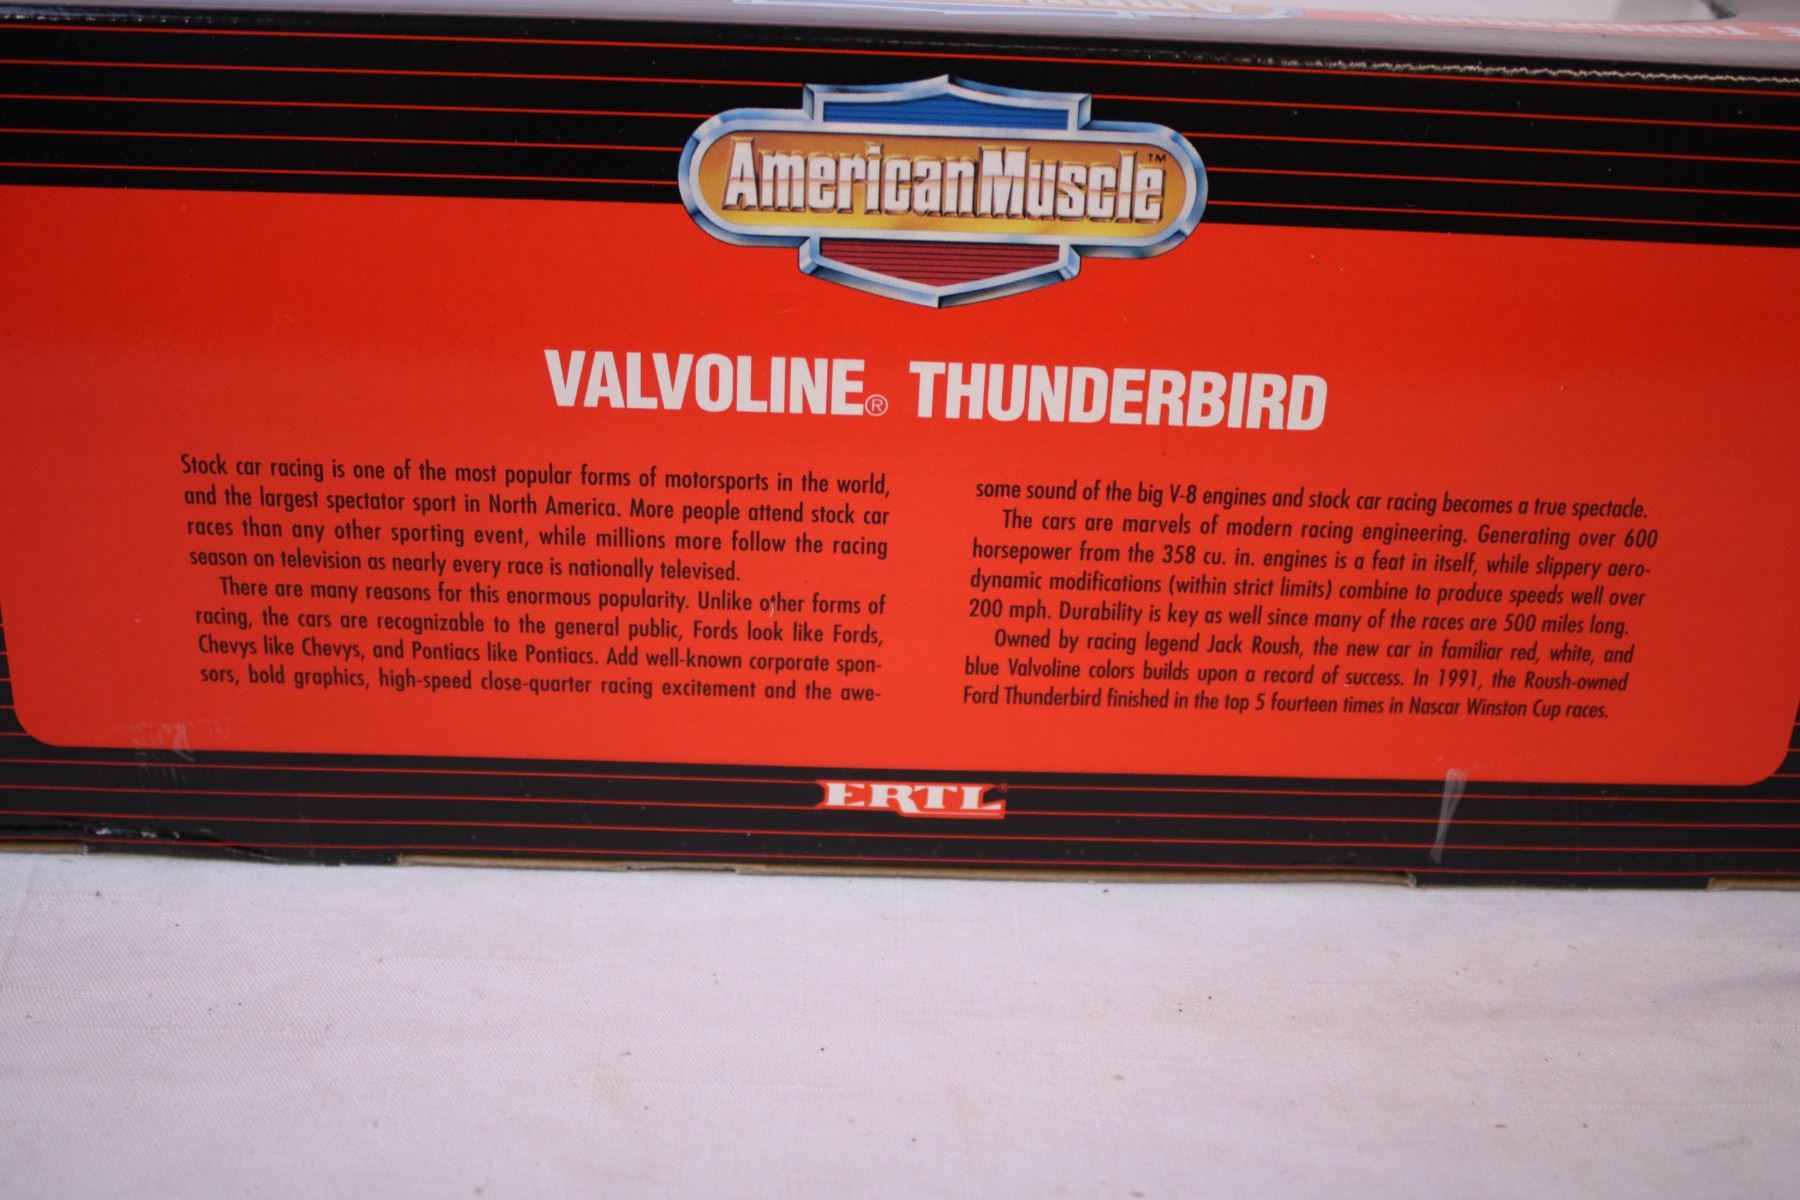 AmericanMuscle™
VALVOLINE® THUNDERBIRD
Stock car racing is one of the most popular forms of motorsports in the world,
and the largest spectator sport in North America. More people attend stock car
races than any other sporting event, while millions more follow the racing
season on television as nearly every race is nationally televised.
There are many reasons for this enormous popularity. Unlike other forms of
racing, the cars are recognizable to the general public, Fords look like Fords,
Chevys like Chevys, and Pontiacs like Pontiacs. Add well-known corporate spon-
sors, bold graphics, high-speed close-quarter racing excitement and the awe-
some sound of the big V-8 engines and stock car racing becomes a true spectacle.
The cars are marvels of modern racing engineering. Generating over 600
horsepower from the 358 cu. in. engines is a feat in itself, while slippery aero-
dynamic modifications (within strict limits) combine to produce speeds well over
200 mph. Durability is key as well since many of the races are 500 miles long.
Owned by racing legend Jack Roush, the new car in familiar red, white, and
blue Valvoline colors builds upon a record of success. In 1991, the Roush-owned
Ford Thunderbird finished in the top 5 fourteen times in Nascar Winston Cup races.
ERTL®